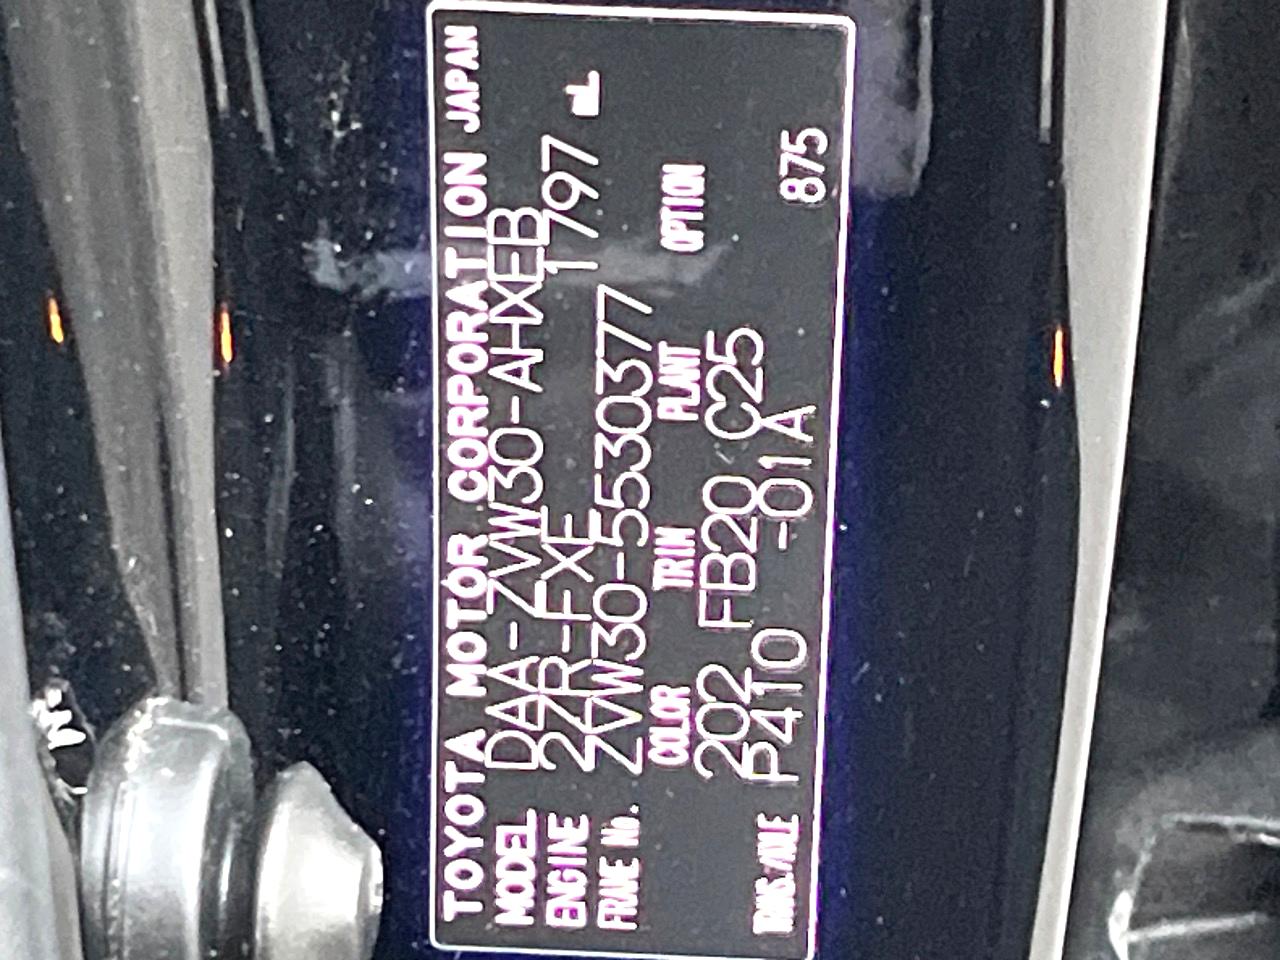 TOYOTA MOTOR CORPORATION JAPAN
MODEL DAA-ZVW30-AHXEB
ENGINE 2ZR-FXE 1797 mL
FRAME No. ZVW30-5530377
COLOR TRIM PLANT OPTION
202 FB20 C25
TRANS./AXLE P410 -01A 875